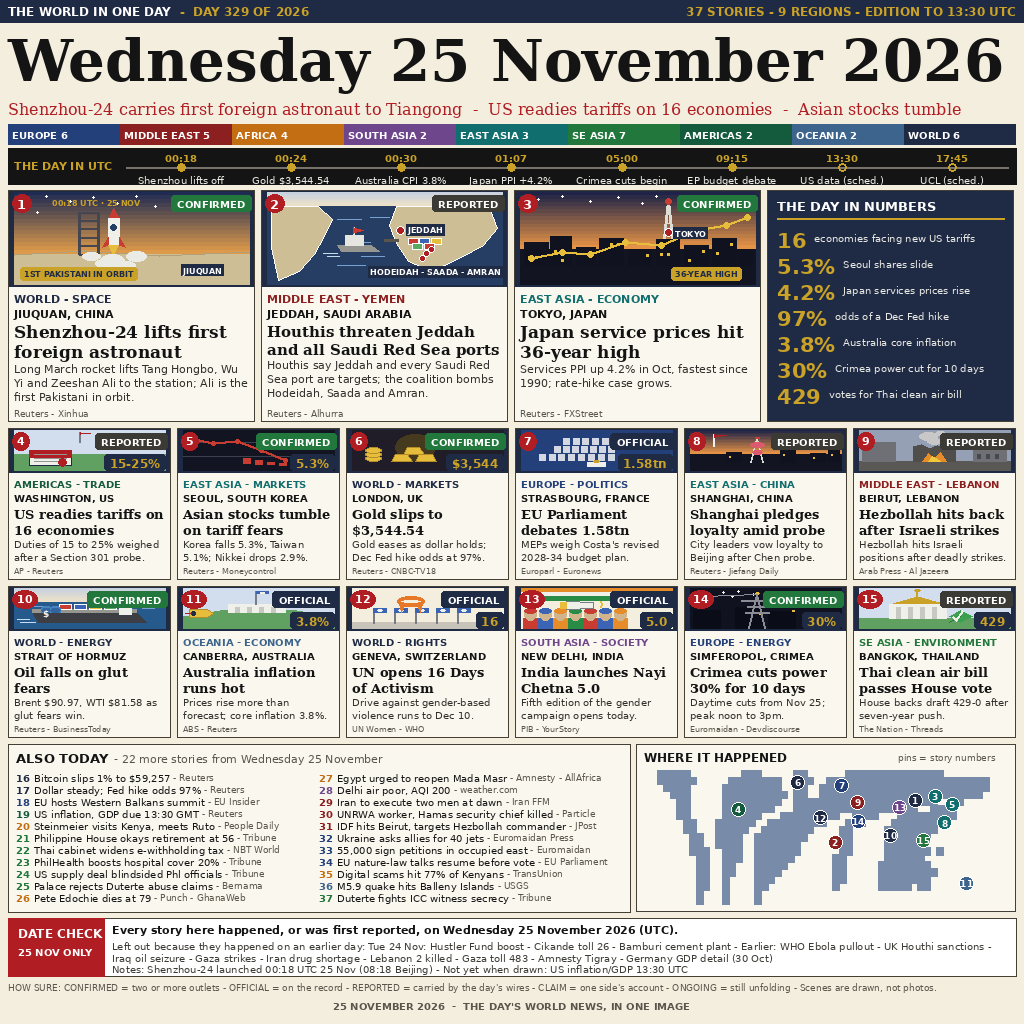 THE WORLD IN ONE DAY - DAY 329 OF 2026
37 STORIES - 9 REGIONS - EDITION TO 13:30 UTC
Wednesday 25 November 2026
Shenzhou-24 carries first foreign astronaut to Tiangong - US readies tariffs on 16 economies - Asian stocks tumble
EUROPE 6
MIDDLE EAST 5
AFRICA 4
SOUTH ASIA 2
EAST ASIA 3
SE ASIA 7
AMERICAS 2
OCEANIA 2
WORLD 6
THE DAY IN UTC
00:18
00:24
00:30
01:07
05:00
09:15
13:30
17:45
Shenzhou lifts off
Gold $3,544.54
Australia CPI 3.8%
Japan PPI +4.2%
Crimea cuts begin
EP budget debate
US data (sched.)
UCL (sched.)
1
00:18 UTC · 25 NOV
CONFIRMED
1ST PAKISTANI IN ORBIT
JIUQUAN
WORLD - SPACE
JIUQUAN, CHINA
Shenzhou-24 lifts first
foreign astronaut
Long March rocket lifts Tang Hongbo, Wu
Yi and Zeeshan Ali to the station; Ali is the
first Pakistani in orbit.
Reuters - Xinhua
2
REPORTED
JEDDAH
HODEIDAH - SAADA - AMRAN
MIDDLE EAST - YEMEN
JEDDAH, SAUDI ARABIA
Houthis threaten Jeddah
and all Saudi Red Sea ports
Houthis say Jeddah and every Saudi Red
Sea port are targets; the coalition bombs
Hodeidah, Saada and Amran.
Reuters - Alhurra
3
CONFIRMED
TOKYO
36-YEAR HIGH
EAST ASIA - ECONOMY
TOKYO, JAPAN
Japan service prices hit
36-year high
Services PPI up 4.2% in Oct, fastest since
1990; rate-hike case grows.
Reuters - FXStreet
THE DAY IN NUMBERS
16 economies facing new US tariffs
5.3% Seoul shares slide
4.2% Japan services prices rise
97% odds of a Dec Fed hike
3.8% Australia core inflation
30% Crimea power cut for 10 days
429 votes for Thai clean air bill
4
REPORTED
15-25%
AMERICAS - TRADE
WASHINGTON, US
US readies tariffs on
16 economies
Duties of 15 to 25% weighed
after a Section 301 probe.
AP - Reuters
5
CONFIRMED
5.3%
EAST ASIA - MARKETS
SEOUL, SOUTH KOREA
Asian stocks tumble
on tariff fears
Korea falls 5.3%, Taiwan
5.1%; Nikkei drops 2.9%.
Reuters - Moneycontrol
6
CONFIRMED
$3,544
WORLD - MARKETS
LONDON, UK
Gold slips to
$3,544.54
Gold eases as dollar holds;
Dec Fed hike odds at 97%.
Reuters - CNBC-TV18
7
OFFICIAL
1.58tn
EUROPE - POLITICS
STRASBOURG, FRANCE
EU Parliament
debates 1.58tn
MEPs weigh Costa's revised
2028-34 budget plan.
Europarl - Euronews
8
REPORTED
EAST ASIA - CHINA
SHANGHAI, CHINA
Shanghai pledges
loyalty amid probe
City leaders vow loyalty to
Beijing after Chen probe.
Reuters - Jiefang Daily
9
REPORTED
MIDDLE EAST - LEBANON
BEIRUT, LEBANON
Hezbollah hits back
after Israeli strikes
Hezbollah hits Israeli
positions after deadly strikes.
Arab Press - Al Jazeera
10
CONFIRMED
$
WORLD - ENERGY
STRAIT OF HORMUZ
Oil falls on glut
fears
Brent $90.97, WTI $81.58 as
glut fears win.
Reuters - BusinessToday
11
OFFICIAL
3.8%
OCEANIA - ECONOMY
CANBERRA, AUSTRALIA
Australia inflation
runs hot
Prices rise more than
forecast; core inflation 3.8%.
ABS - Reuters
12
OFFICIAL
16
WORLD - RIGHTS
GENEVA, SWITZERLAND
UN opens 16 Days
of Activism
Drive against gender-based
violence runs to Dec 10.
UN Women - WHO
13
OFFICIAL
5.0
SOUTH ASIA - SOCIETY
NEW DELHI, INDIA
India launches Nayi
Chetna 5.0
Fifth edition of the gender
campaign opens today.
PIB - YourStory
14
CONFIRMED
30%
EUROPE - ENERGY
SIMFEROPOL, CRIMEA
Crimea cuts power
30% for 10 days
Daytime cuts from Nov 25;
peak noon to 3pm.
Euromaidan - Devdiscourse
15
REPORTED
429
SE ASIA - ENVIRONMENT
BANGKOK, THAILAND
Thai clean air bill
passes House vote
House backs draft 429-0 after
seven-year push.
The Nation - Threads
ALSO TODAY - 22 more stories from Wednesday 25 November
16 Bitcoin slips 1% to $59,257 - Reuters
17 Dollar steady; Fed hike odds 97% - Reuters
18 EU hosts Western Balkans summit - EU Insider
19 US inflation, GDP due 13:30 GMT - Reuters
20 Steinmeier visits Kenya, meets Ruto - People Daily
21 Philippine House okays retirement at 56 - Tribune
22 Thai cabinet widens e-withholding tax - NBT World
23 PhilHealth boosts hospital cover 20% - Tribune
24 US supply deal blindsided Phl officials - Tribune
25 Palace rejects Duterte abuse claims - Bernama
26 Pete Edochie dies at 79 - Punch - GhanaWeb
27 Egypt urged to reopen Mada Masr - Amnesty - AllAfrica
28 Delhi air poor, AQI 200 - weather.com
29 Iran to execute two men at dawn - Iran FFM
30 UNRWA worker, Hamas security chief killed - Particle
31 IDF hits Beirut, targets Hezbollah commander - JPost
32 Ukraine asks allies for 40 jets - Euromaidan Press
33 55,000 sign petitions in occupied east - Euromaidan
34 EU nature-law talks resume before vote - EU Parliament
35 Digital scams hit 77% of Kenyans - TransUnion
36 M5.9 quake hits Balleny Islands - USGS
37 Duterte fights ICC witness secrecy - Tribune
WHERE IT HAPPENED
pins = story numbers
6
7
4
9
13
1
3
5
12
14
8
2
10
15
11
DATE CHECK
25 NOV ONLY
Every story here happened, or was first reported, on Wednesday 25 November 2026 (UTC).
Left out because they happened on an earlier day: Tue 24 Nov: Hustler Fund boost - Cikande toll 26 - Bamburi cement plant - Earlier: WHO Ebola pullout - UK Houthi sanctions -
Iraq oil seizure - Gaza strikes - Iran drug shortage - Lebanon 2 killed - Gaza toll 483 - Amnesty Tigray - Germany GDP detail (30 Oct)
Notes: Shenzhou-24 launched 00:18 UTC 25 Nov (08:18 Beijing) - Not yet when drawn: US inflation/GDP 13:30 UTC
HOW SURE: CONFIRMED = two or more outlets - OFFICIAL = on the record - REPORTED = carried by the day's wires - CLAIM = one side's account - ONGOING = still unfolding - Scenes are drawn, not photos.
25 NOVEMBER 2026 - THE DAY'S WORLD NEWS, IN ONE IMAGE